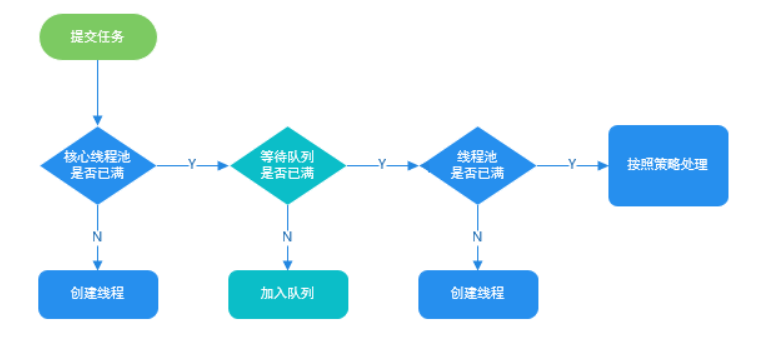 提交任务
核心线程池
是否已满
Y
等待队列
是否已满
Y
线程池
是否已满
Y
按照策略处理
N
N
N
创建线程
加入队列
创建线程